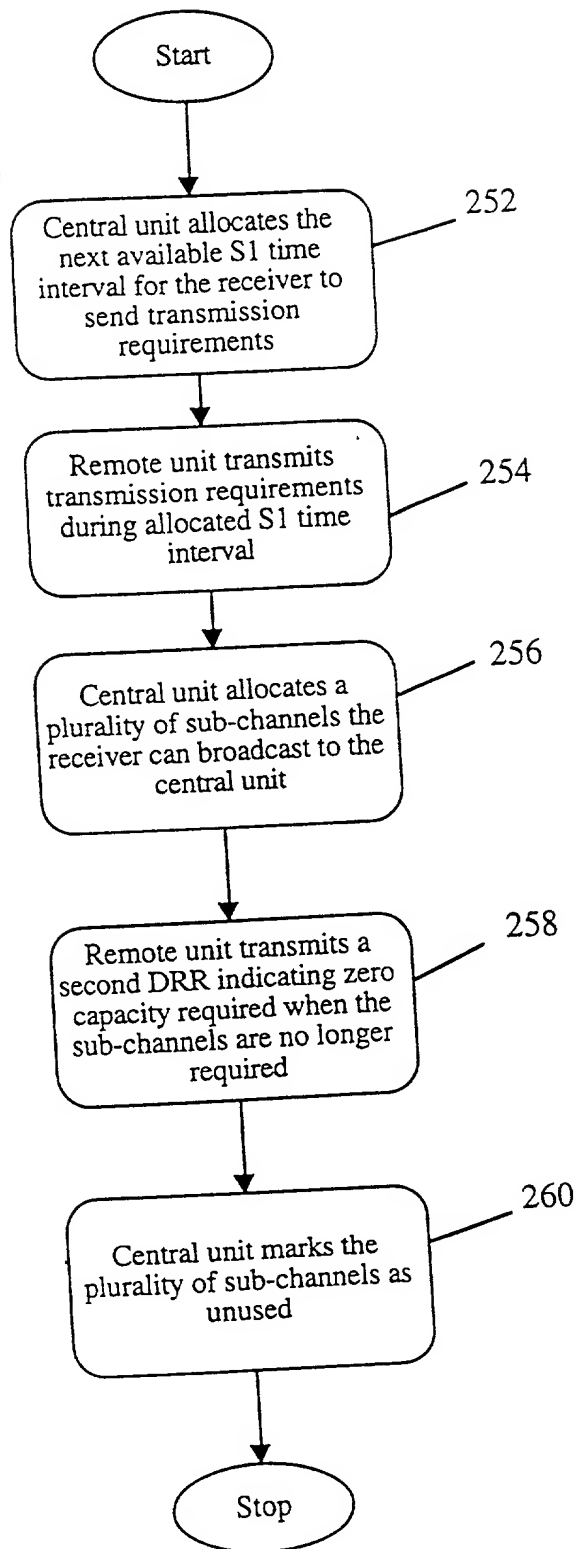 Start
252
Central unit allocates the
next available S1 time
interval for the receiver to
send transmission
requirements
254
Remote unit transmits
transmission requirements
during allocated S1 time
interval
256
Central unit allocates a
plurality of sub-channels the
receiver can broadcast to the
central unit
258
Remote unit transmits a
second DRR indicating zero
capacity required when the
sub-channels are no longer
required
260
Central unit marks the
plurality of sub-channels as
unused
Stop